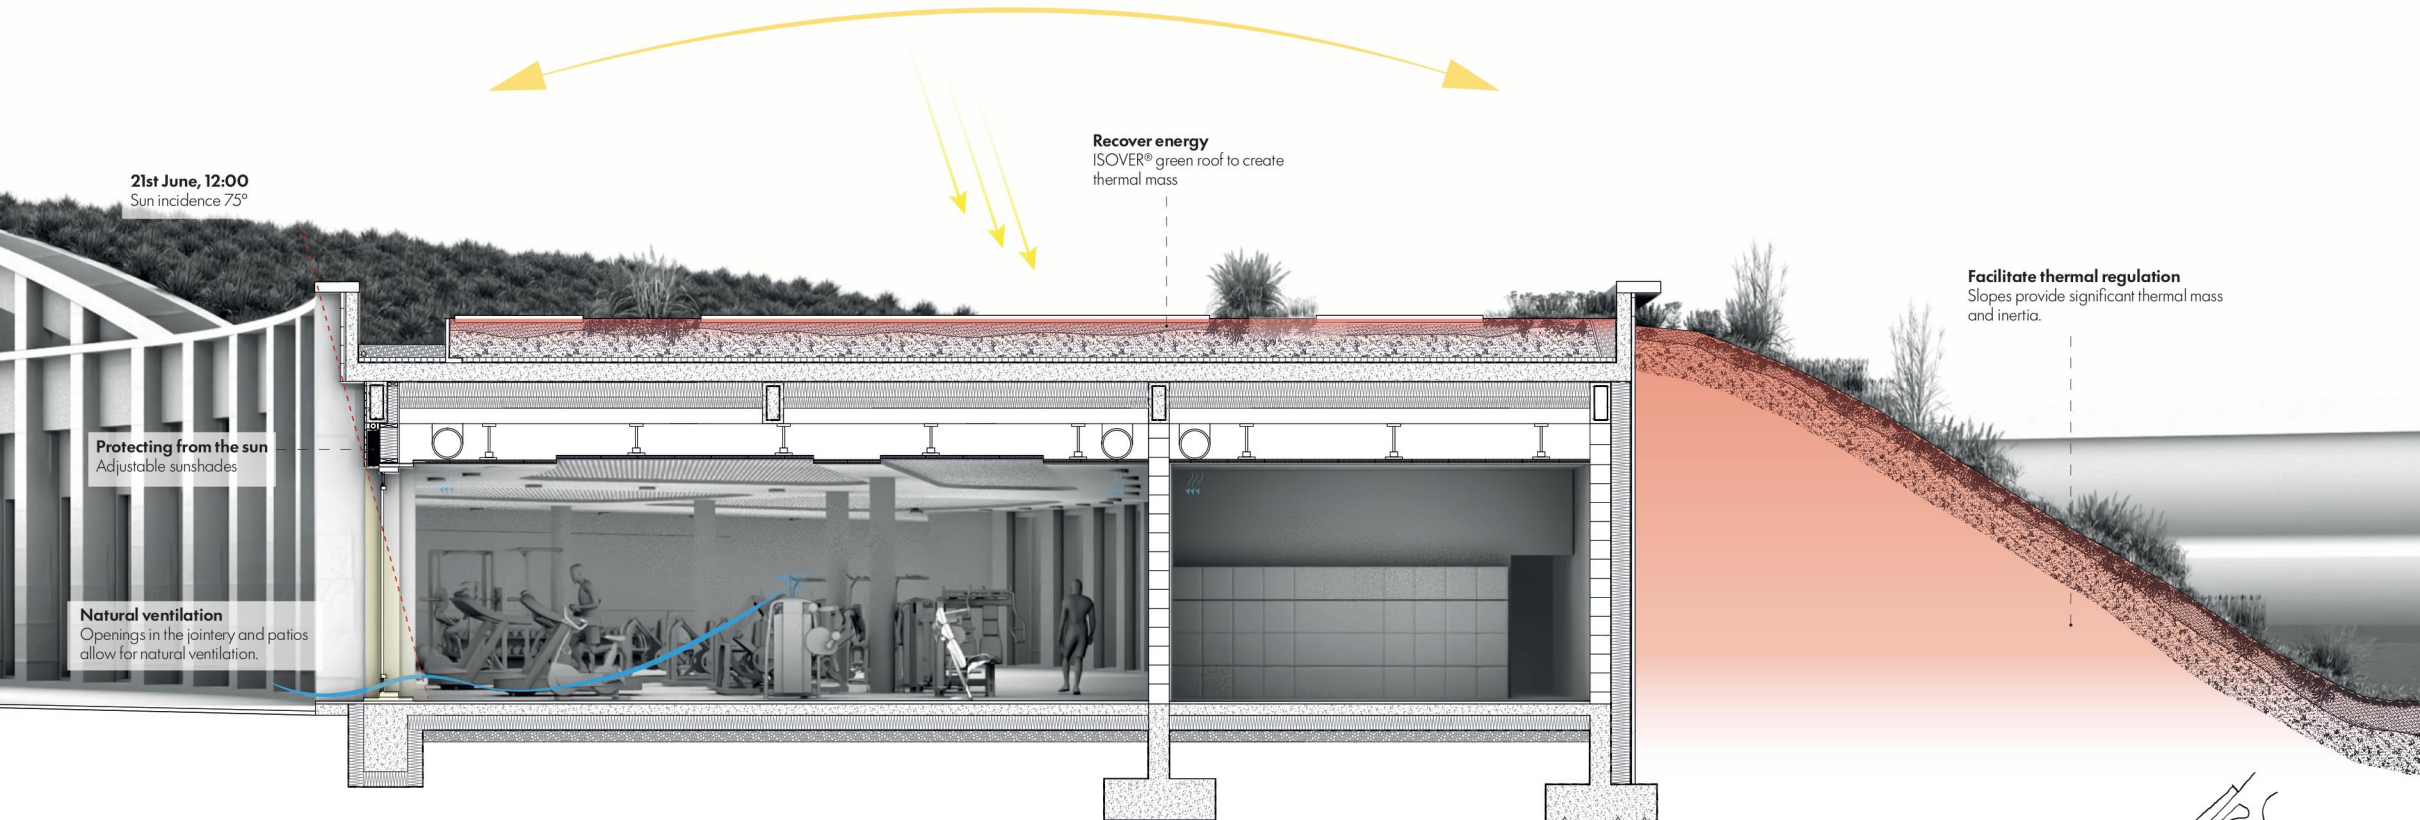 Recover energy
ISOVER® green roof to create
thermal mass
21st June, 12:00
Sun incidence 75º
Facilitate thermal regulation
Slopes provide significant thermal mass
and inertia.
Protecting from the sun
Adjustable sunshades
Natural ventilation
Openings in the jointery and patios
allow for natural ventilation.